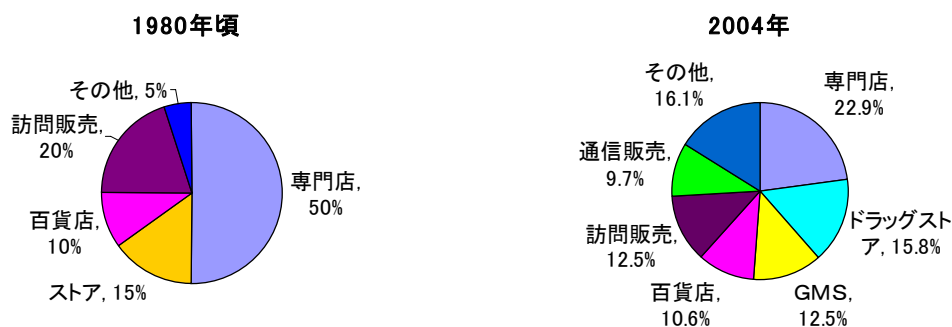 1980年頃
その他, 5%
訪問販売,
20%
専門店,
50%
百貨店,
10%
ストア, 15%
2004年
その他,
16.1%
専門店,
22.9%
通信販売,
9.7%
訪問販売,
12.5%
ドラッグスト
ア, 15.8%
百貨店,
10.6%
GMS,
12.5%